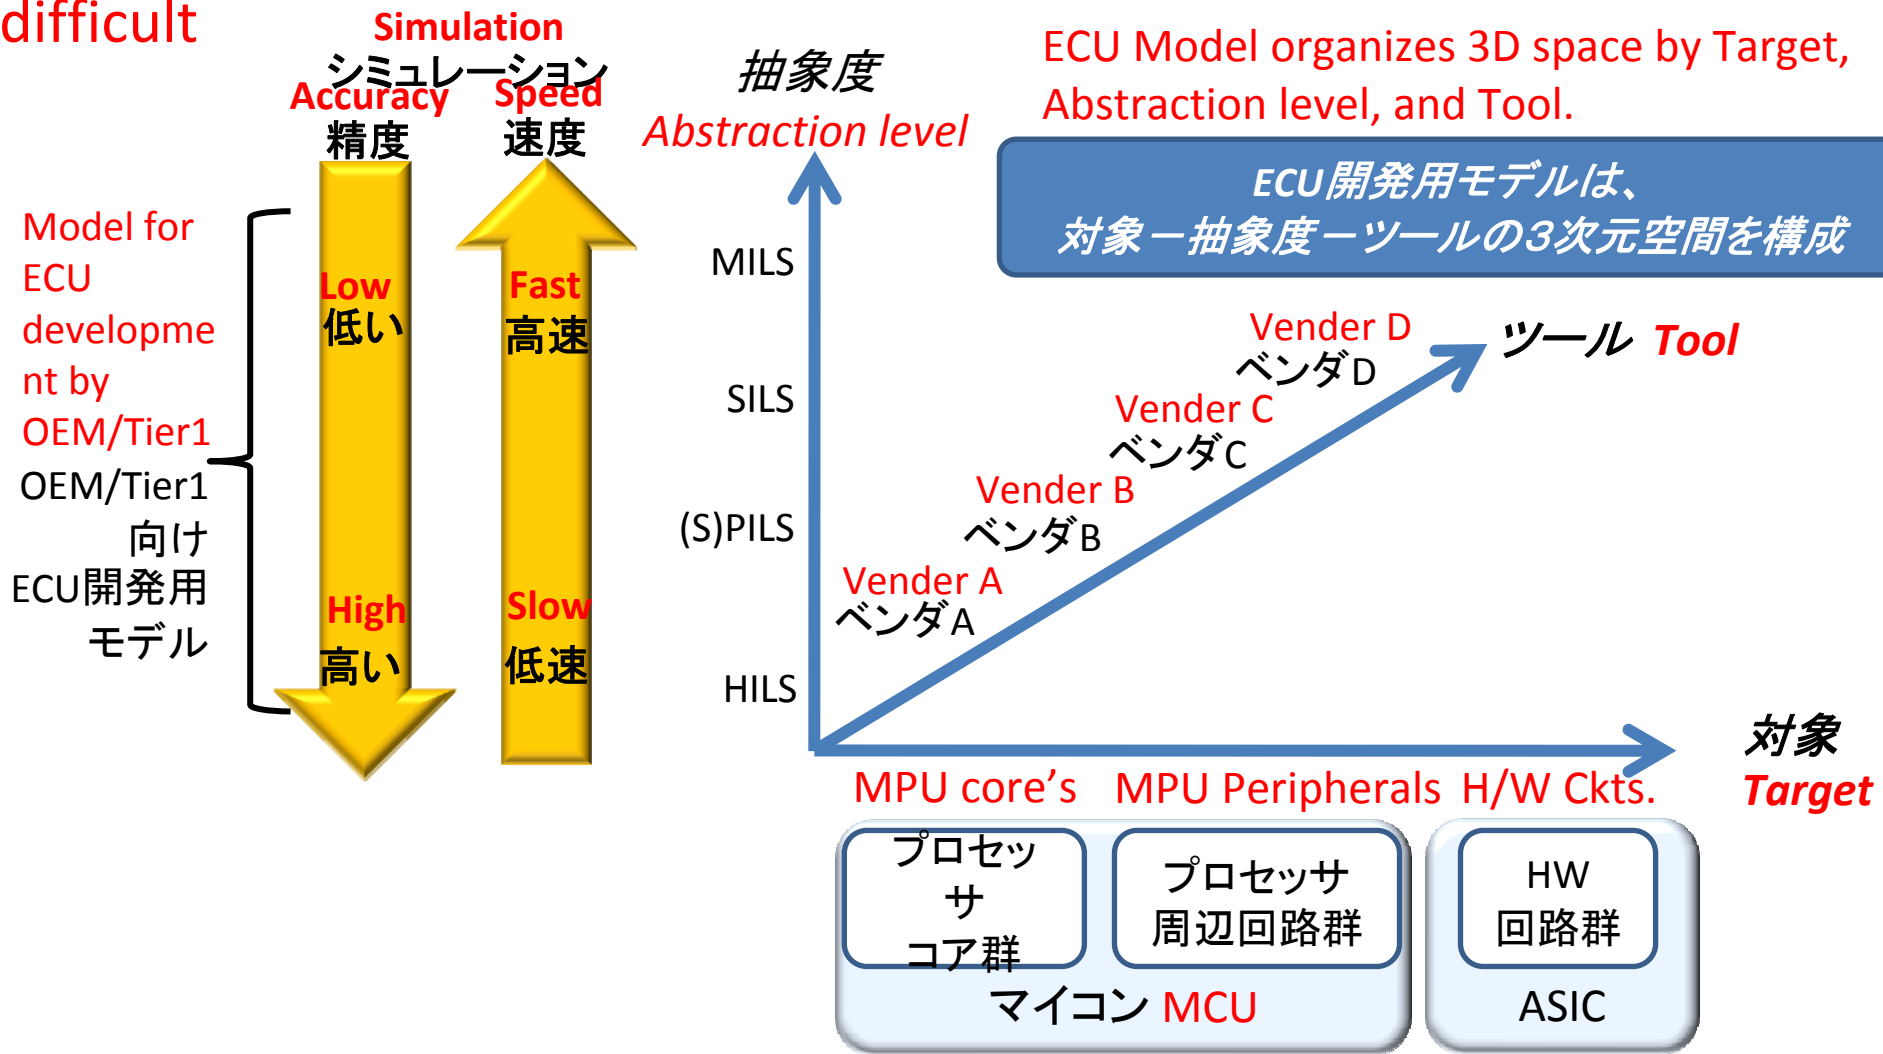 difficult
Simulation
シミュレーション
Accuracy
精度
Speed
速度
Model for
ECU
developme
nt by
OEM/Tier1
OEM/Tier1
向け
ECU開発用
モデル
Low
低い
High
高い
Fast
高速
Slow
低速
抽象度
Abstraction level
MILS
SILS
(S)PILS
HILS
ECU Model organizes 3D space by Target,
Abstraction level, and Tool.
ECU開発用モデルは、
対象－抽象度－ツールの３次元空間を構成
Vender D
ベンダD
ツール Tool
Vender C
ベンダC
Vender B
ベンダB
Vender A
ベンダA
対象
Target
MPU core’s
MPU Peripherals
H/W Ckts.
プロセッ
サ
コア群
プロセッサ
周辺回路群
HW
回路群
マイコン MCU
ASIC